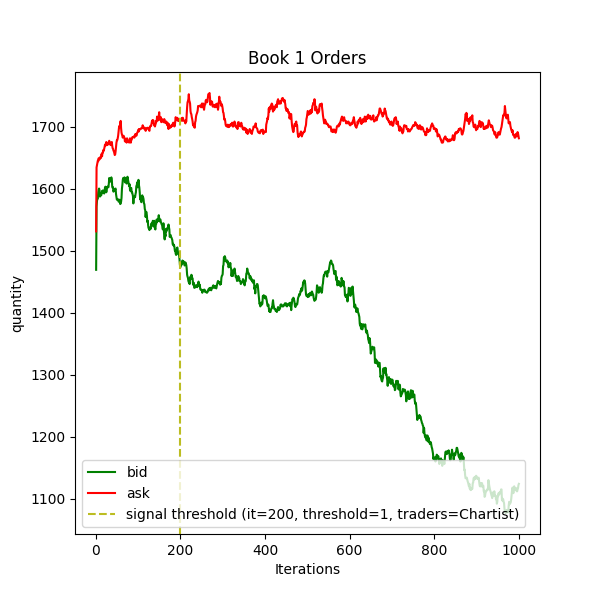 Book 1 Orders
quantity
1700
1600
1500
1400
1300
1200
1100
bid
ask
signal threshold (it=200, threshold=1, traders=Chartist)
0 200 400 600 800 1000
Iterations